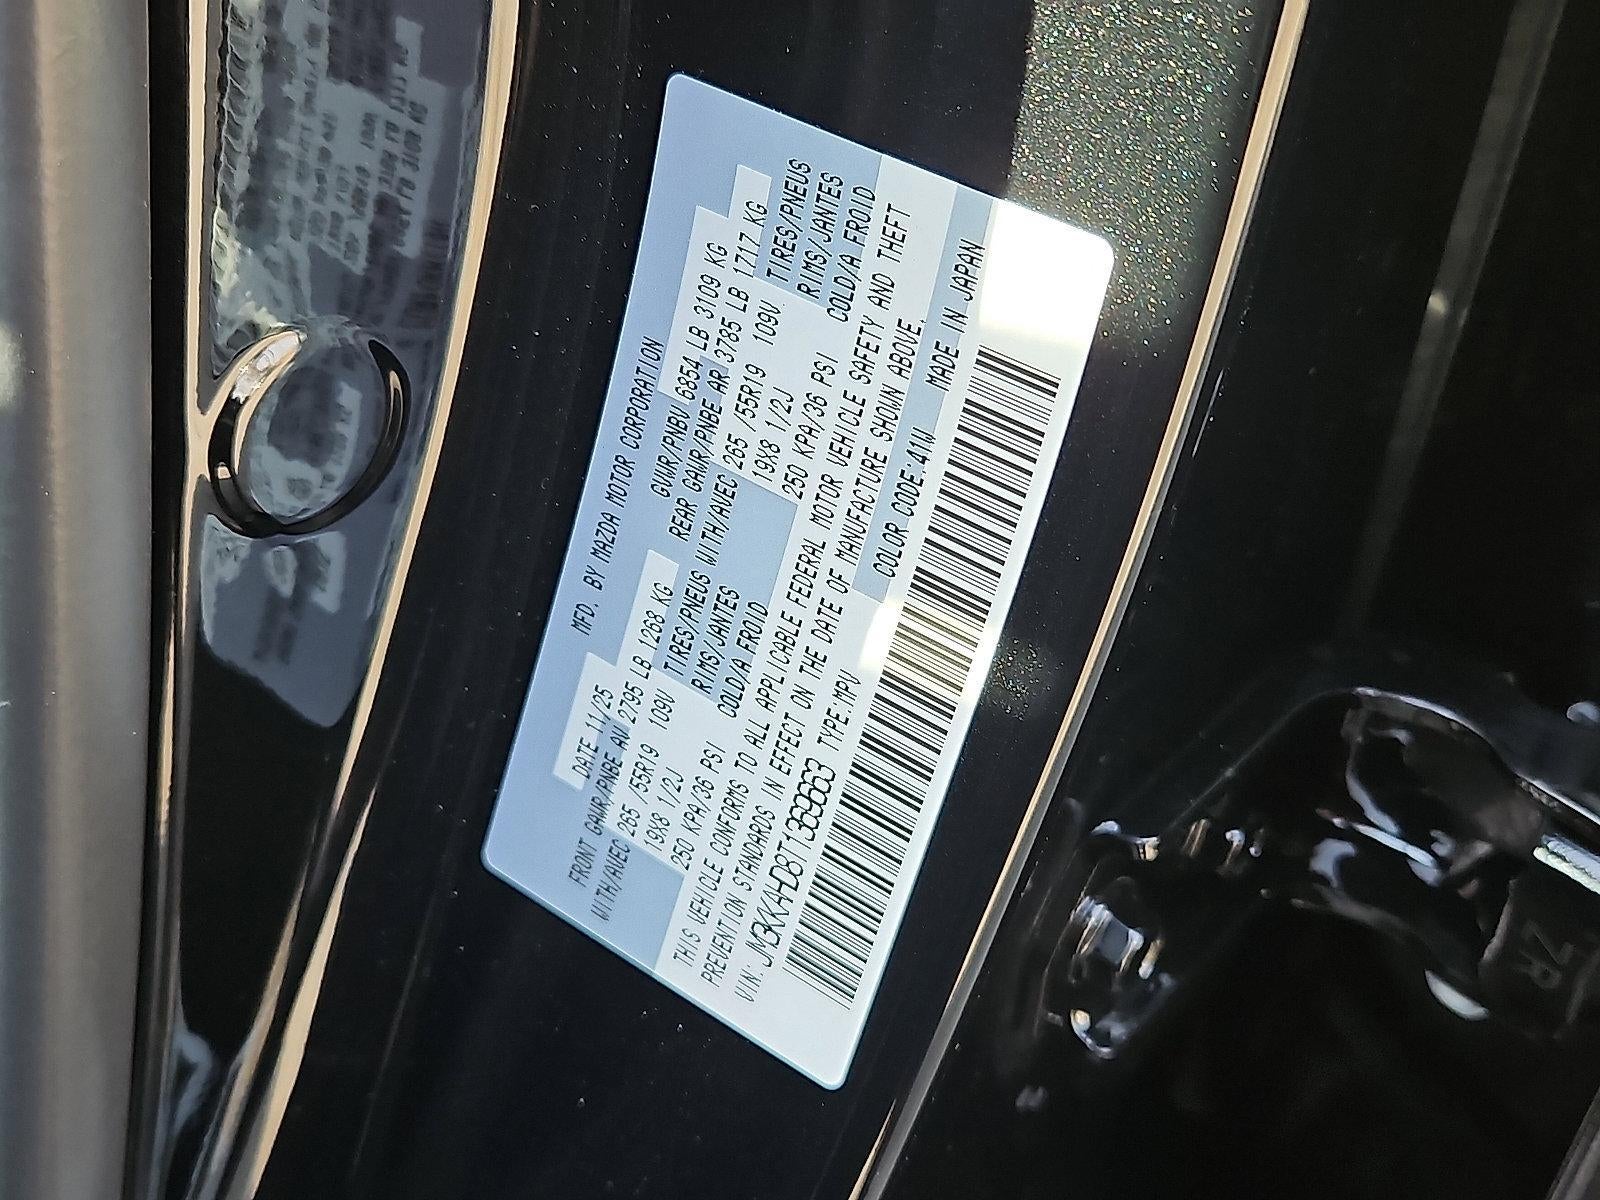 MFD. BY MAZDA MOTOR CORPORATION
DATE 11/25 GVWR/PNBV 6854 LB 3109 KG
FRONT GAWR/PNBE AV 2795 LB 1268 KG REAR GAWR/PNBE AR 3785 LB 1717 KG
WITH/AVEC 265 /55R19 109V TIRES/PNEUS WITH/AVEC 265 /55R19 109V TIRES/PNEUS
19X8 1/2J RIMS/JANTES 19X8 1/2J RIMS/JANTES
250 KPA/36 PSI COLD/A FROID 250 KPA/36 PSI COLD/A FROID
THIS VEHICLE CONFORMS TO ALL APPLICABLE FEDERAL MOTOR VEHICLE SAFETY AND THEFT
PREVENTION STANDARDS IN EFFECT ON THE DATE OF MANUFACTURE SHOWN ABOVE.
VIN: JM3KKAHD8T1369663 TYPE:MPV COLOR CODE:41W MADE IN JAPAN
ZR